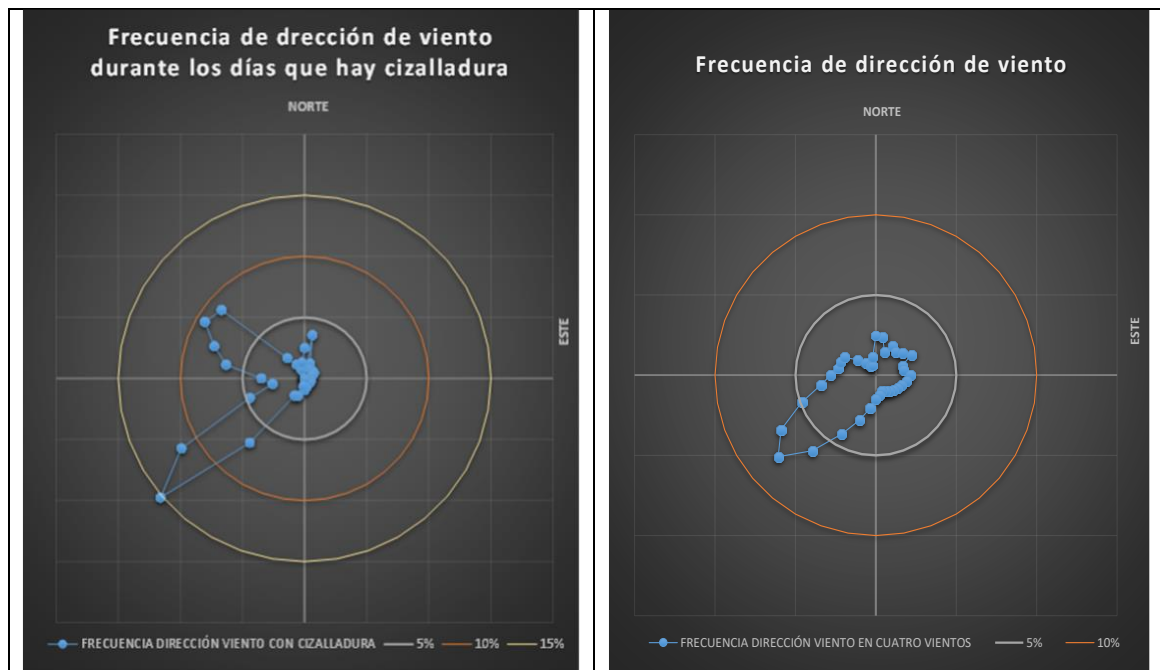 Frecuencia de drección de viento
durante los días que hay cizalladura
NORTE
ESTE
FRECUENCIA DIRECCIÓN VIENTO CON CIZALLADURA 5% 10% 15%
Frecuencia de dirección de viento
NORTE
ESTE
FRECUENCIA DIRECCIÓN VIENTO EN CUATRO VIENTOS 5% 10%